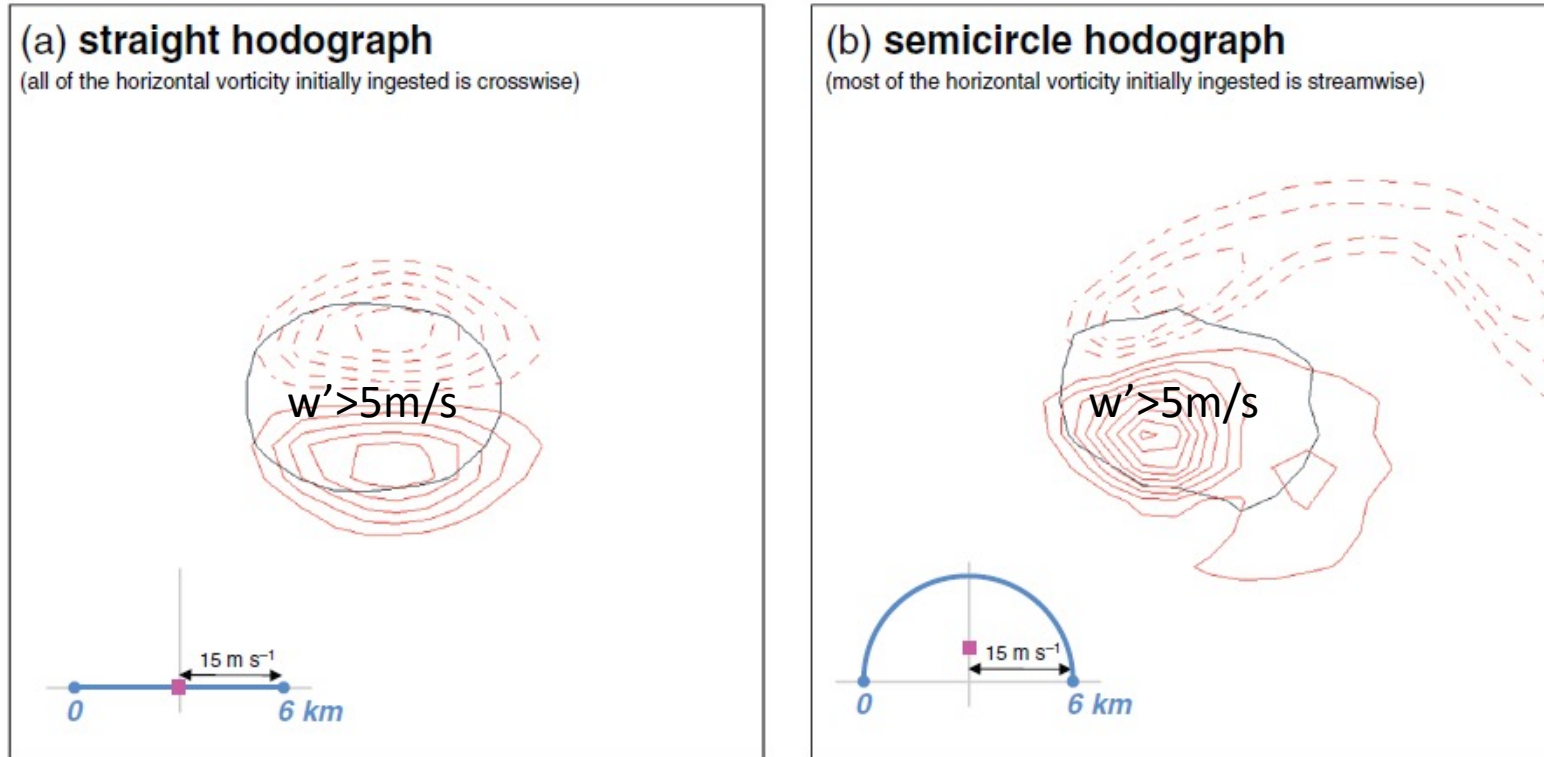 (a) straight hodograph
(all of the horizontal vorticity initially ingested is crosswise)
w’>5m/s
15 m s⁻¹
0
6 km
(b) semicircle hodograph
(most of the horizontal vorticity initially ingested is streamwise)
w’>5m/s
15 m s⁻¹
0
6 km